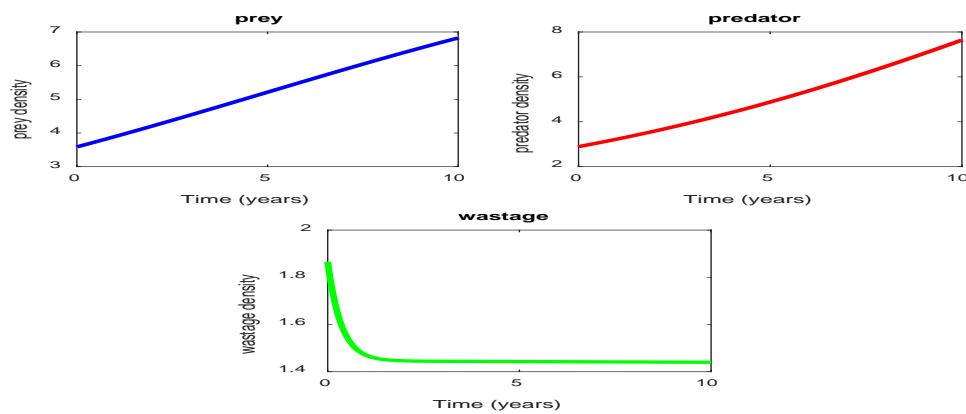 prey
7
6
5
4
3
prey density
0
5
10
Time (years)
predator
8
6
4
2
predator density
0
5
10
Time (years)
wastage
2
1.8
1.6
1.4
wastage density
0
5
10
Time (years)